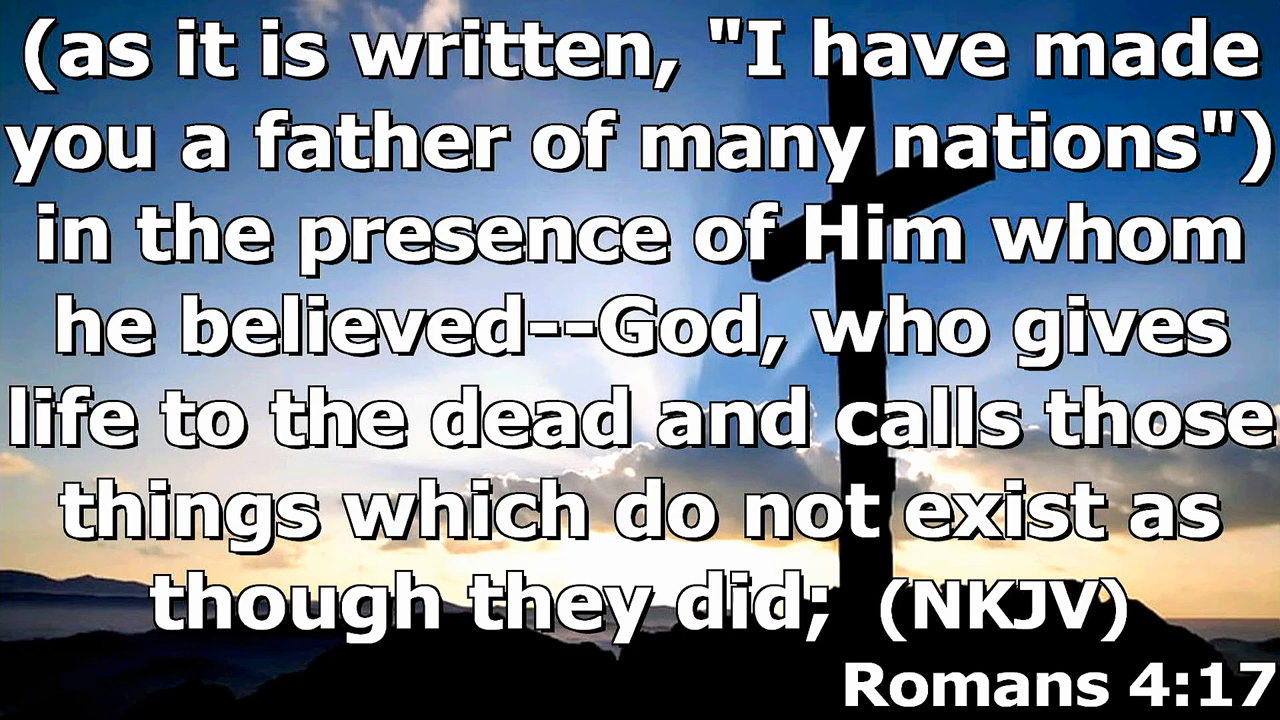 (as it is written, "I have made
you a father of many nations")
in the presence of Him whom
he believed--God, who gives
life to the dead and calls those
things which do not exist as
though they did; (NKJV)
Romans 4:17